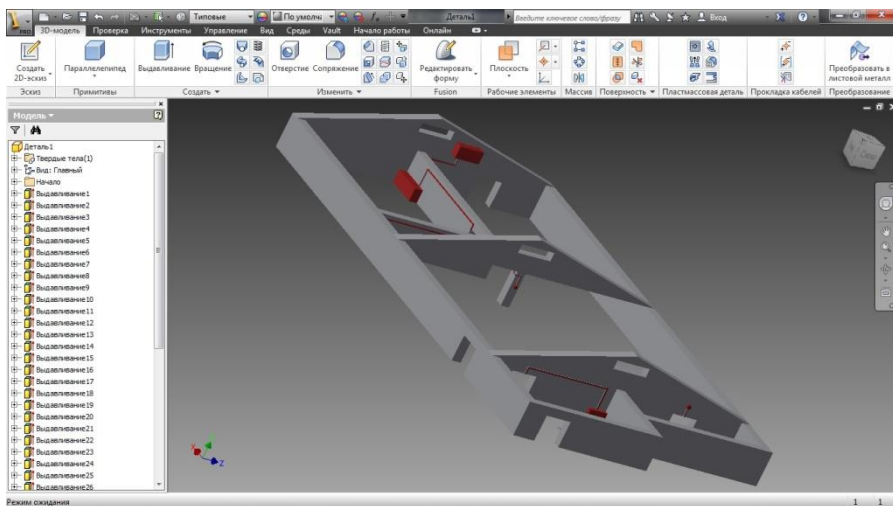 PRO
Типовые
По умолч
Деталь1
Введите ключевое слово/фразу
Вход
3D-модель Проверка Инструменты Управление Вид Среды Vault Начало работы Онлайн
Создать 2D-эскиз
Параллелепипед
Выдавливание
Вращение
Отверстие
Сопряжение
Редактировать форму
Плоскость
Преобразовать в листовой металл
Эскиз Примитивы Создать Изменить Fusion Рабочие элементы Массив Поверхность Пластмассовая деталь Прокладка кабелей Преобразование
Модель
Деталь1
Твердые тела(1)
Вид: Главный
Начало
Выдавливание1
Выдавливание2
Выдавливание3
Выдавливание4
Выдавливание5
Выдавливание6
Выдавливание7
Выдавливание8
Выдавливание9
Выдавливание10
Выдавливание11
Выдавливание12
Выдавливание13
Выдавливание14
Выдавливание15
Выдавливание16
Выдавливание17
Выдавливание18
Выдавливание19
Выдавливание20
Выдавливание21
Выдавливание22
Выдавливание23
Выдавливание24
Выдавливание25
Выдавливание26
Z
Режим ожидания
1 1